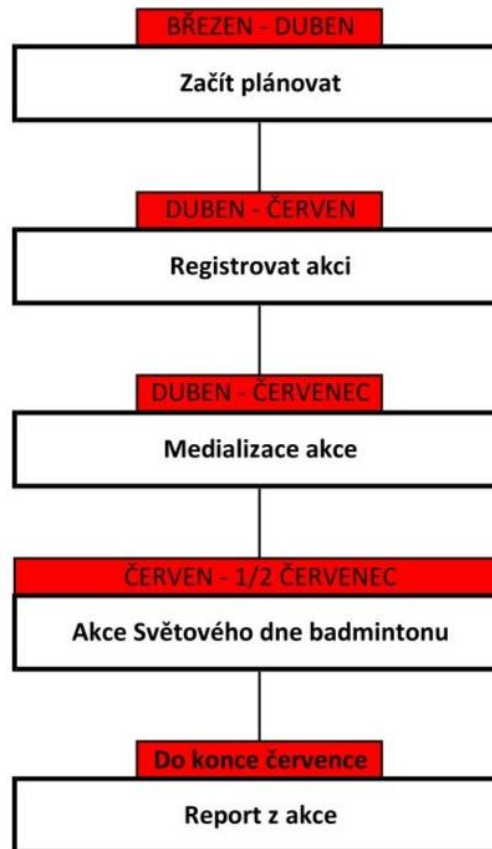 BŘEZEN - DUBEN
Začít plánovat
DUBEN - ČERVEN
Registrovat akci
DUBEN - ČERVENEC
Medializace akce
ČERVEN - 1/2 ČERVENEC
Akce Světového dne badmintonu
Do konce července
Report z akce